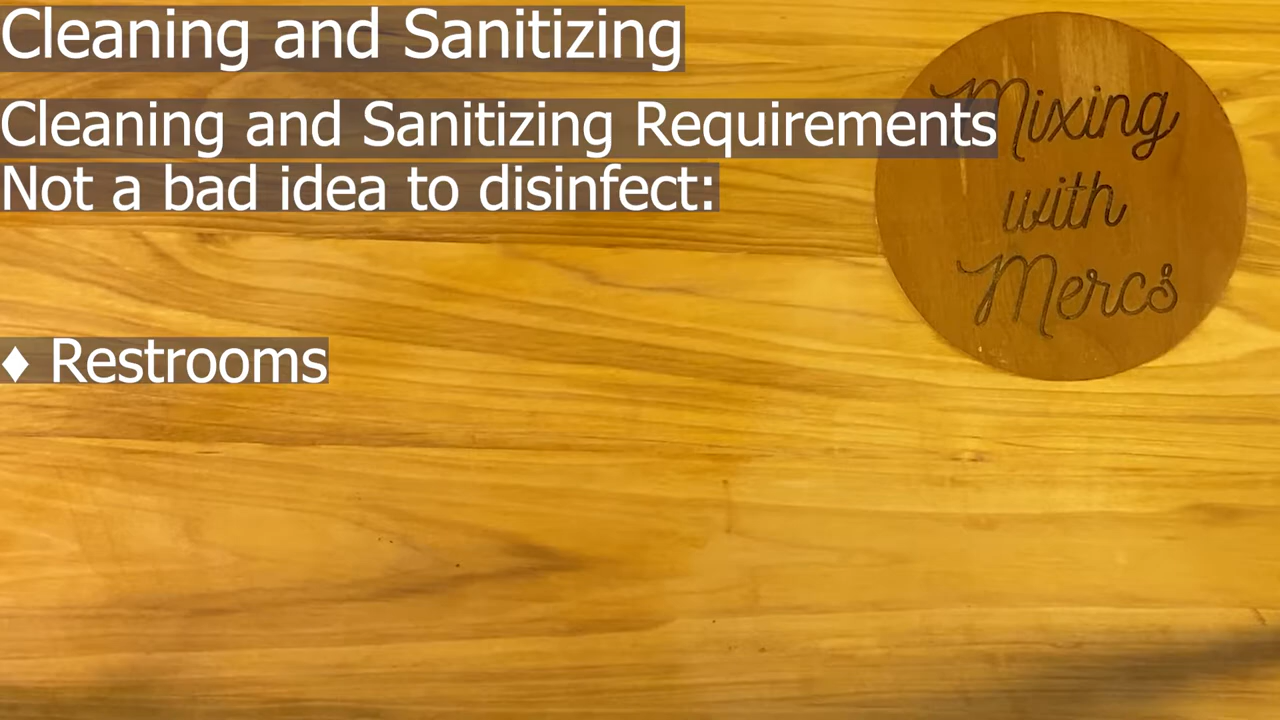 Cleaning and Sanitizing
Cleaning and Sanitizing Requirements
Not a bad idea to disinfect:
♦ Restrooms
Mixing
with
Mercs